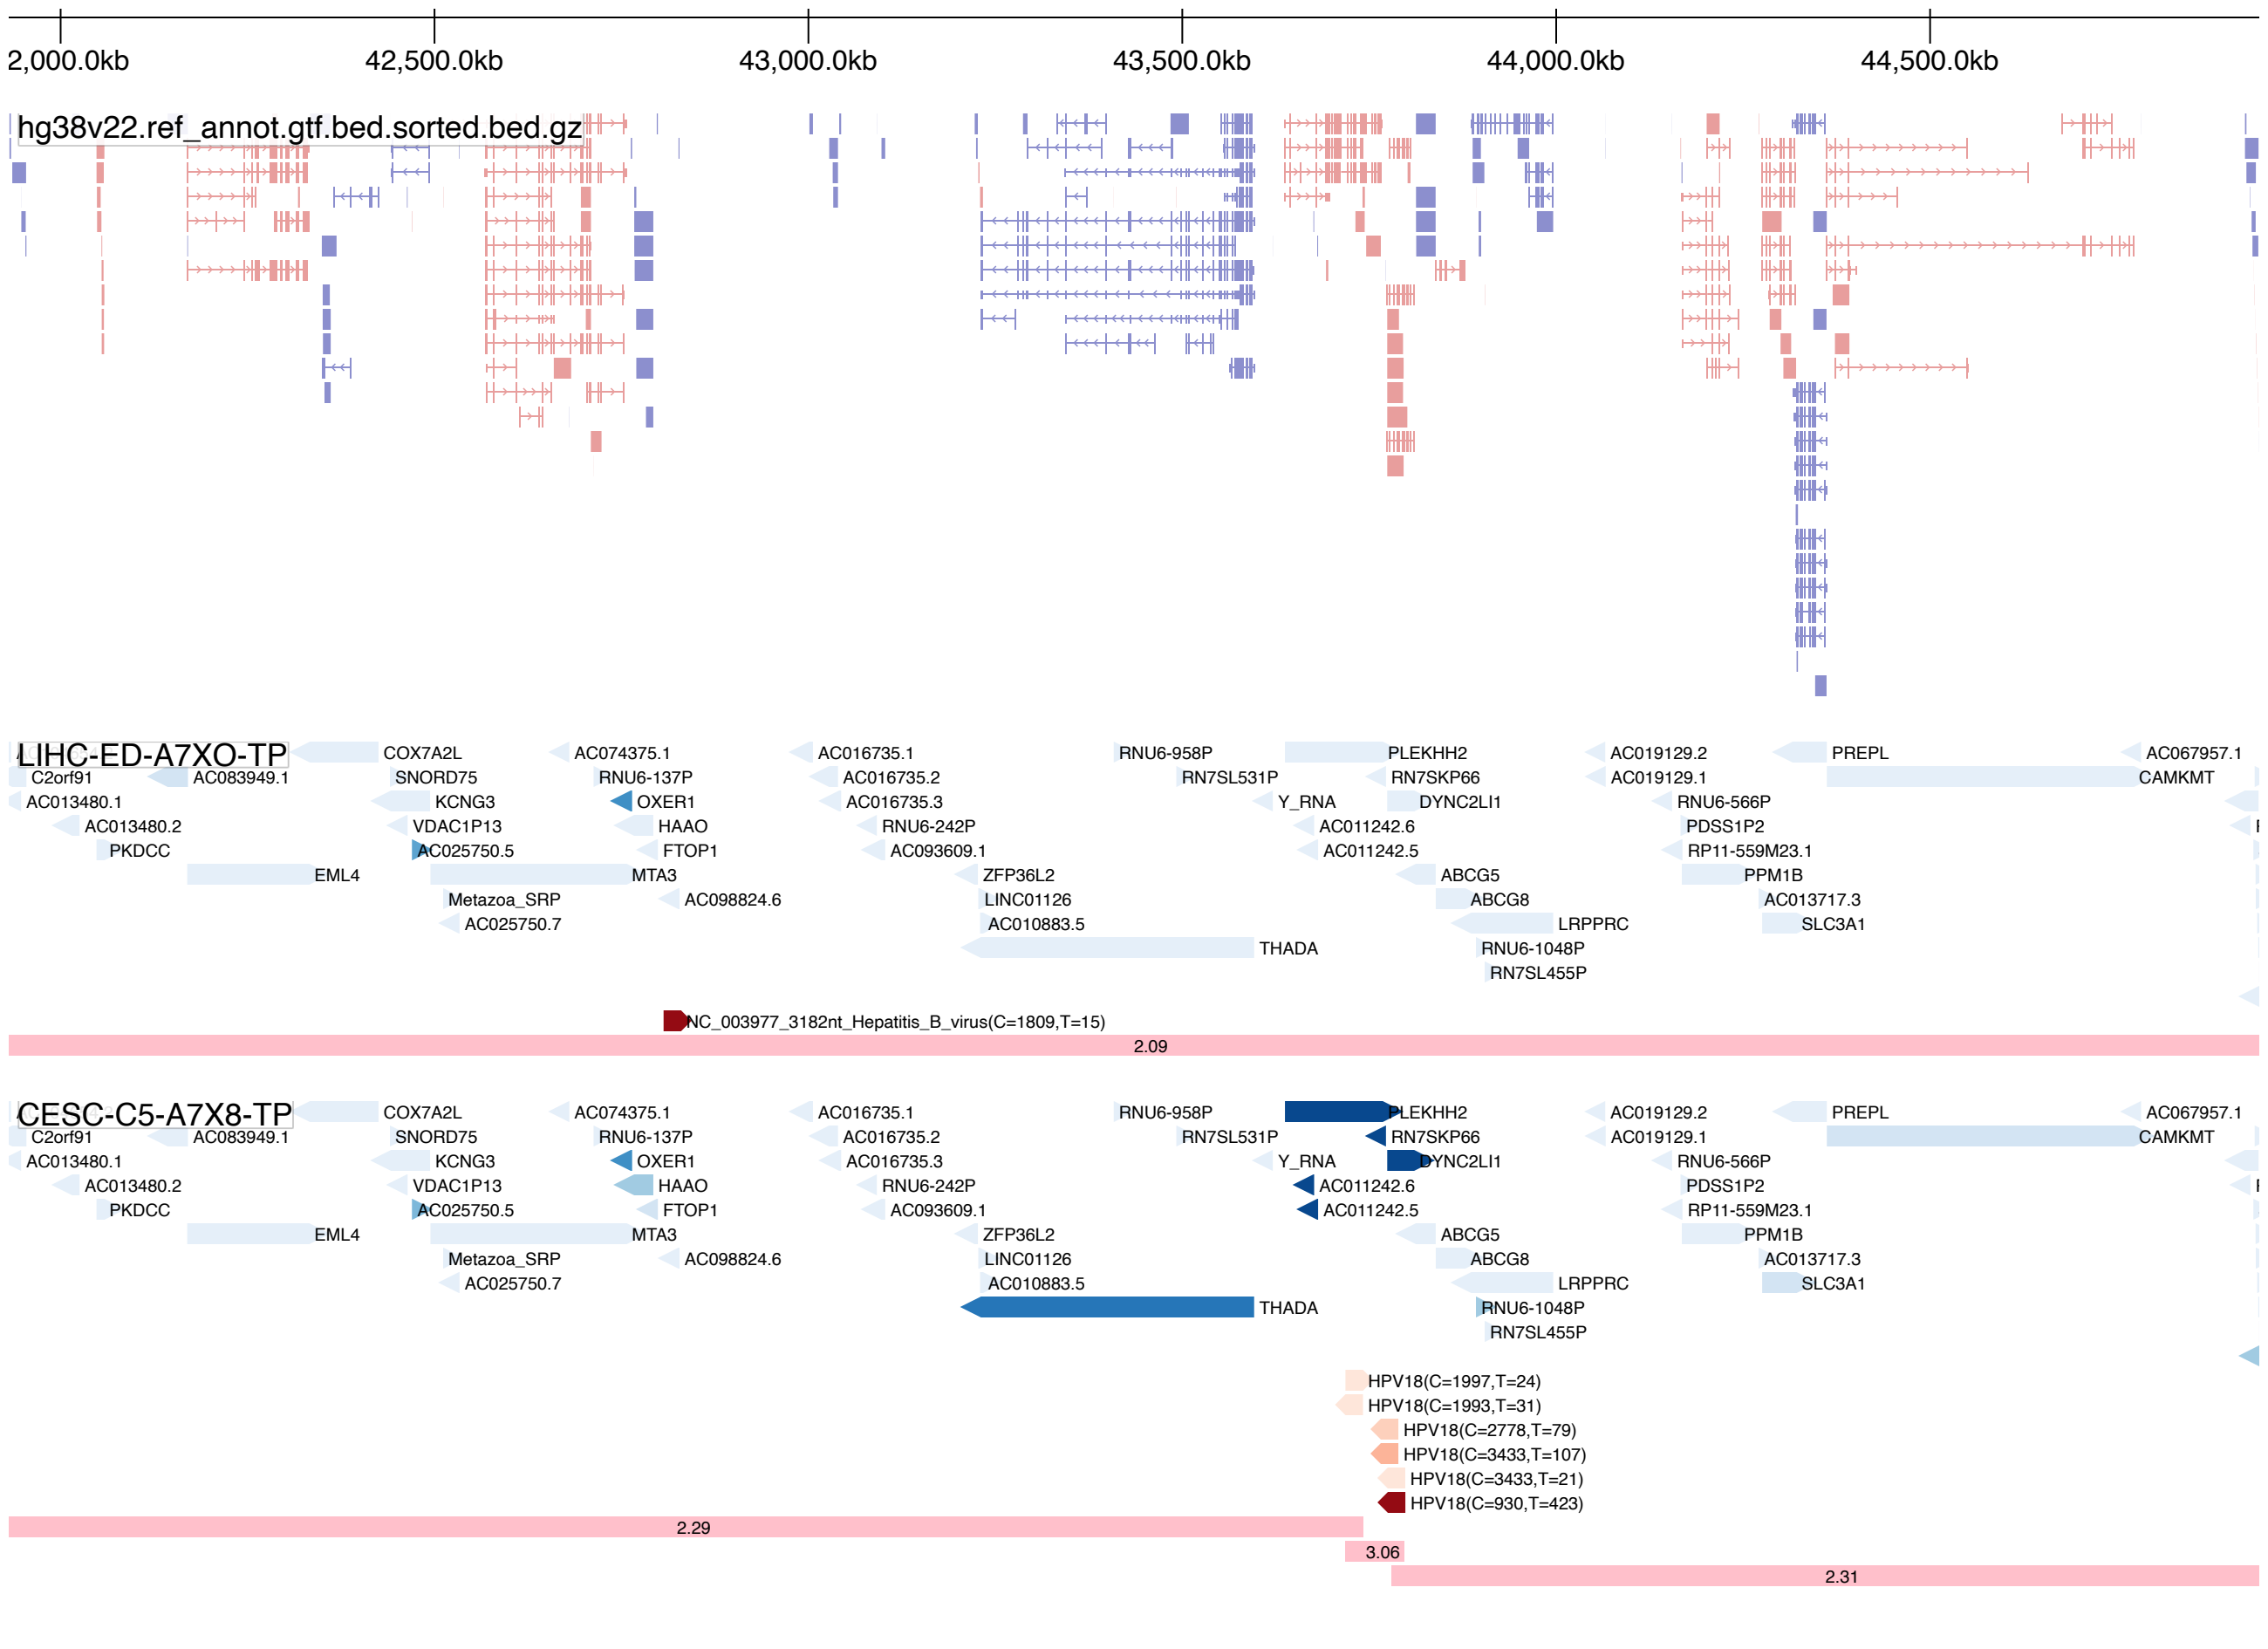 2,000.0kb 42,500.0kb 43,000.0kb 43,500.0kb 44,000.0kb 44,500.0kb
hg38v22.ref_annot.gtf.bed.sorted.bed.gz
LIHC-ED-A7XO-TP COX7A2L AC074375.1 AC016735.1 RNU6-958P PLEKHH2 AC019129.2 PREPL AC067957.1
C2orf91 AC083949.1 SNORD75 RNU6-137P AC016735.2 RN7SL531P RN7SKP66 AC019129.1 CAMKMT
AC013480.1 KCNG3 OXER1 AC016735.3 Y_RNA DYNC2LI1 RNU6-566P
AC013480.2 VDAC1P13 HAAO RNU6-242P AC011242.6 PDSS1P2
PKDCC AC025750.5 FTOP1 AC093609.1 AC011242.5 RP11-559M23.1
EML4 MTA3 ZFP36L2 ABCG5 PPM1B
Metazoa_SRP AC098824.6 LINC01126 ABCG8 AC013717.3
AC025750.7 AC010883.5 LRPPRC SLC3A1
THADA RNU6-1048P
RN7SL455P
NC_003977_3182nt_Hepatitis_B_virus(C=1809,T=15)
2.09
CESC-C5-A7X8-TP COX7A2L AC074375.1 AC016735.1 RNU6-958P PLEKHH2 AC019129.2 PREPL AC067957.1
C2orf91 AC083949.1 SNORD75 RNU6-137P AC016735.2 RN7SL531P RN7SKP66 AC019129.1 CAMKMT
AC013480.1 KCNG3 OXER1 AC016735.3 Y_RNA DYNC2LI1 RNU6-566P
AC013480.2 VDAC1P13 HAAO RNU6-242P AC011242.6 PDSS1P2
PKDCC AC025750.5 FTOP1 AC093609.1 AC011242.5 RP11-559M23.1
EML4 MTA3 ZFP36L2 ABCG5 PPM1B
Metazoa_SRP AC098824.6 LINC01126 ABCG8 AC013717.3
AC025750.7 AC010883.5 LRPPRC SLC3A1
THADA RNU6-1048P
RN7SL455P
HPV18(C=1997,T=24)
HPV18(C=1993,T=31)
HPV18(C=2778,T=79)
HPV18(C=3433,T=107)
HPV18(C=3433,T=21)
HPV18(C=930,T=423)
2.29
3.06
2.31